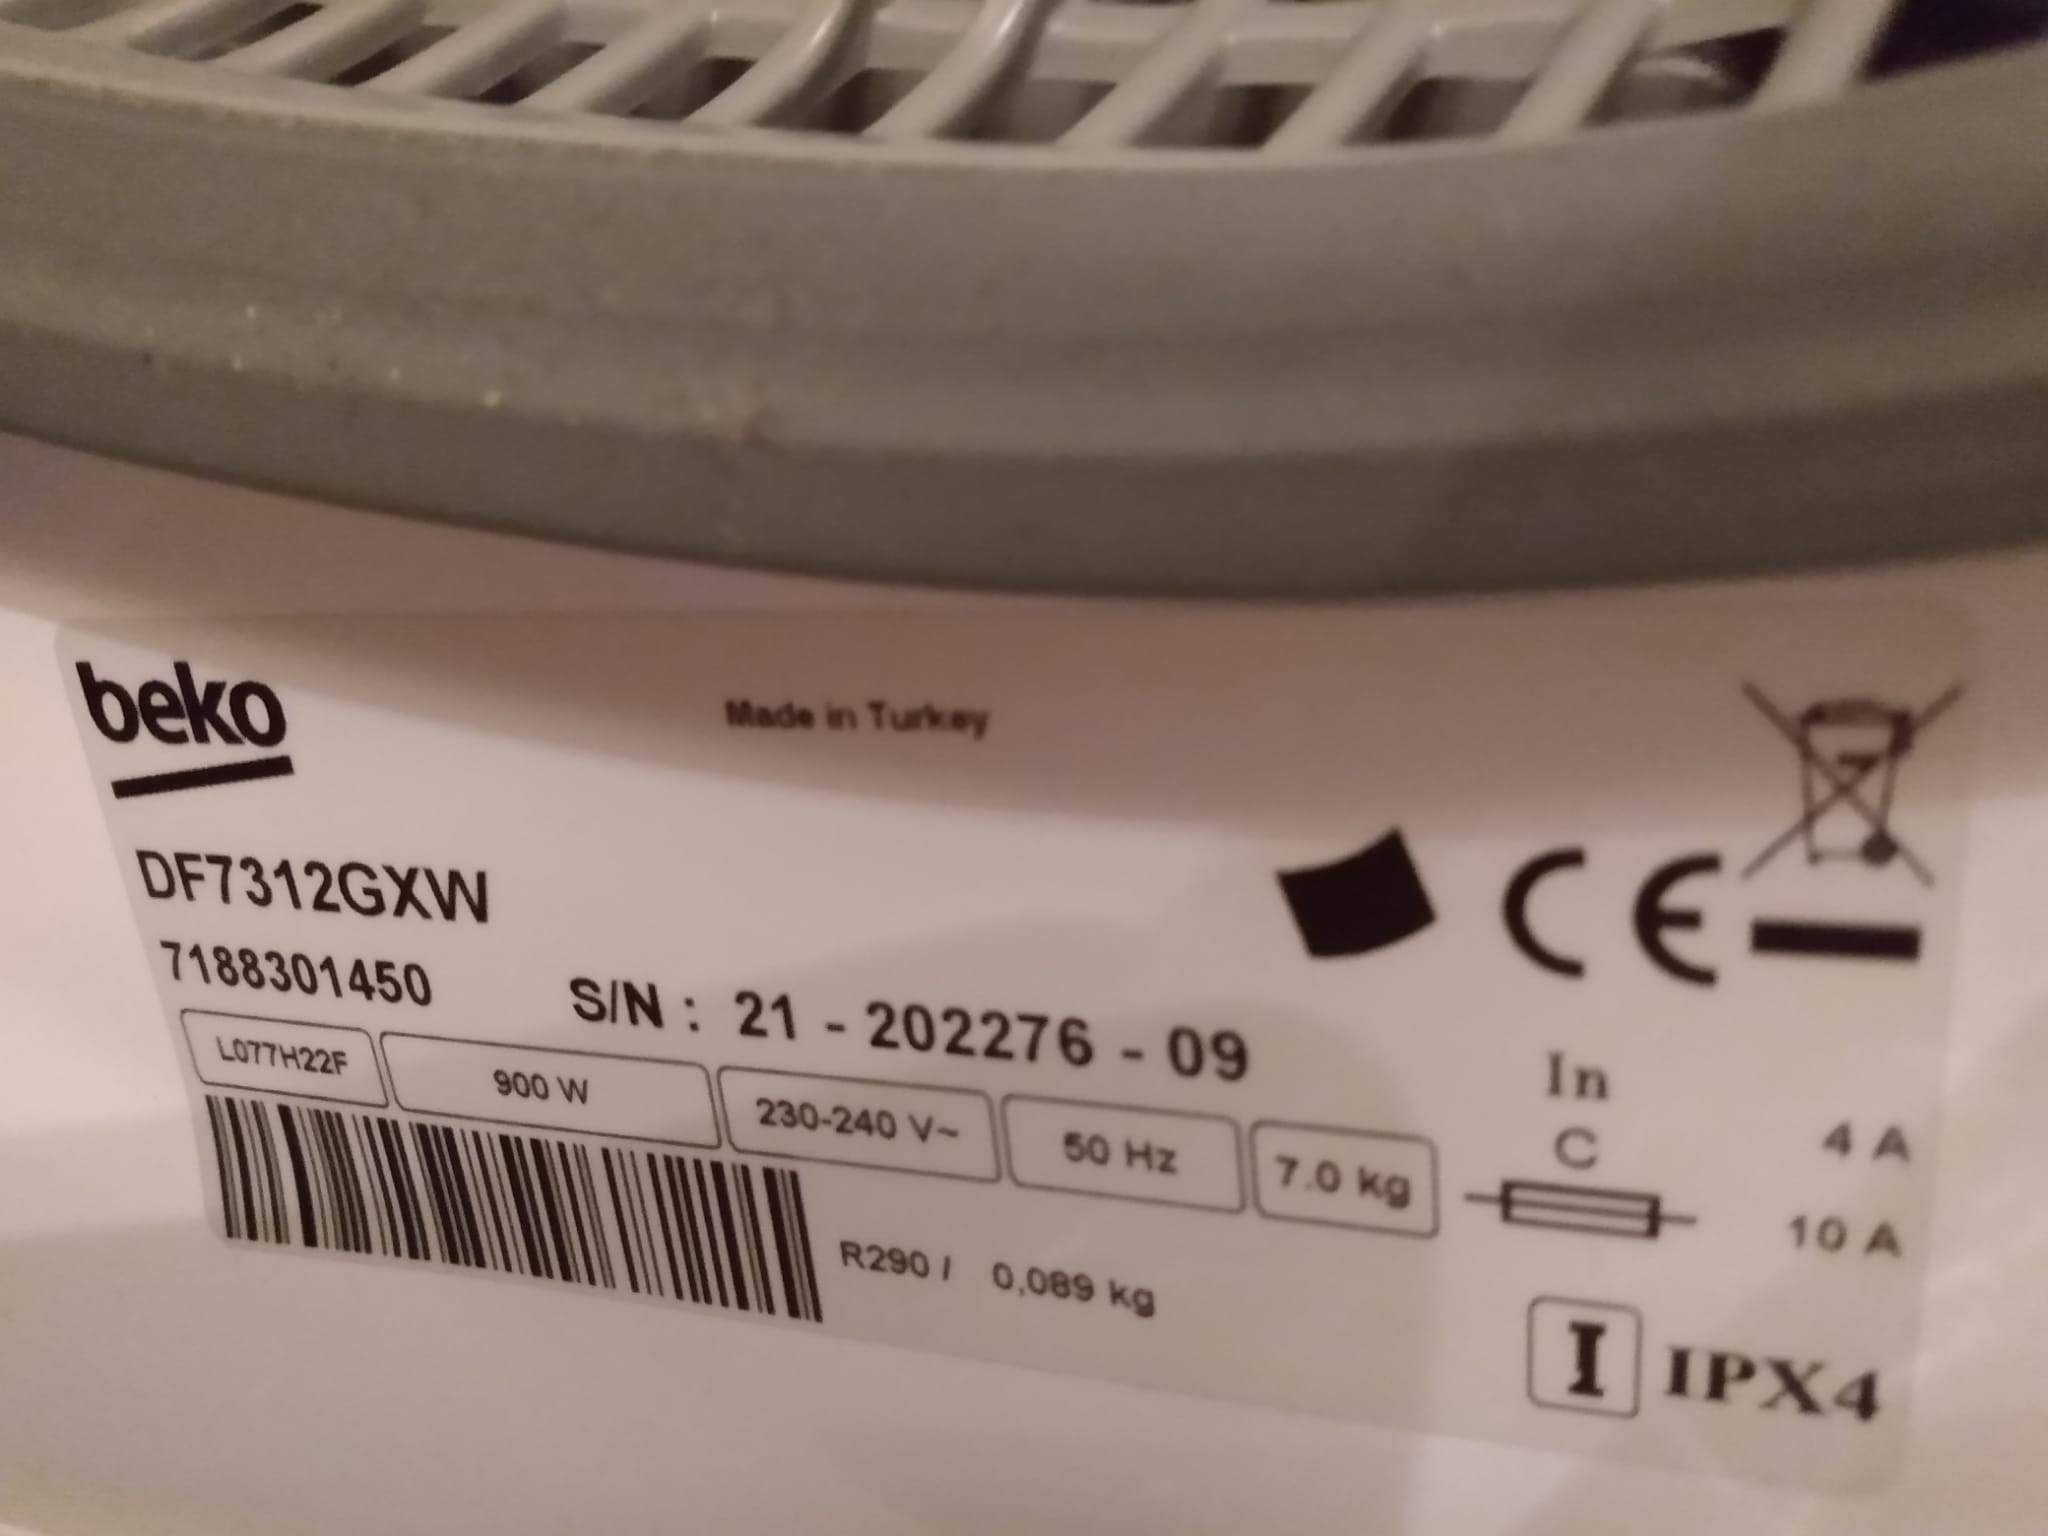 beko
Made in Turkey
DF7312GXW
7188301450
S/N : 21 - 202276 - 09
L077H22F
900 W
230-240 V~
50 Hz
7.0 kg
R290 / 0,089 kg
CE
In
C
4 A
10 A
I
IPX4